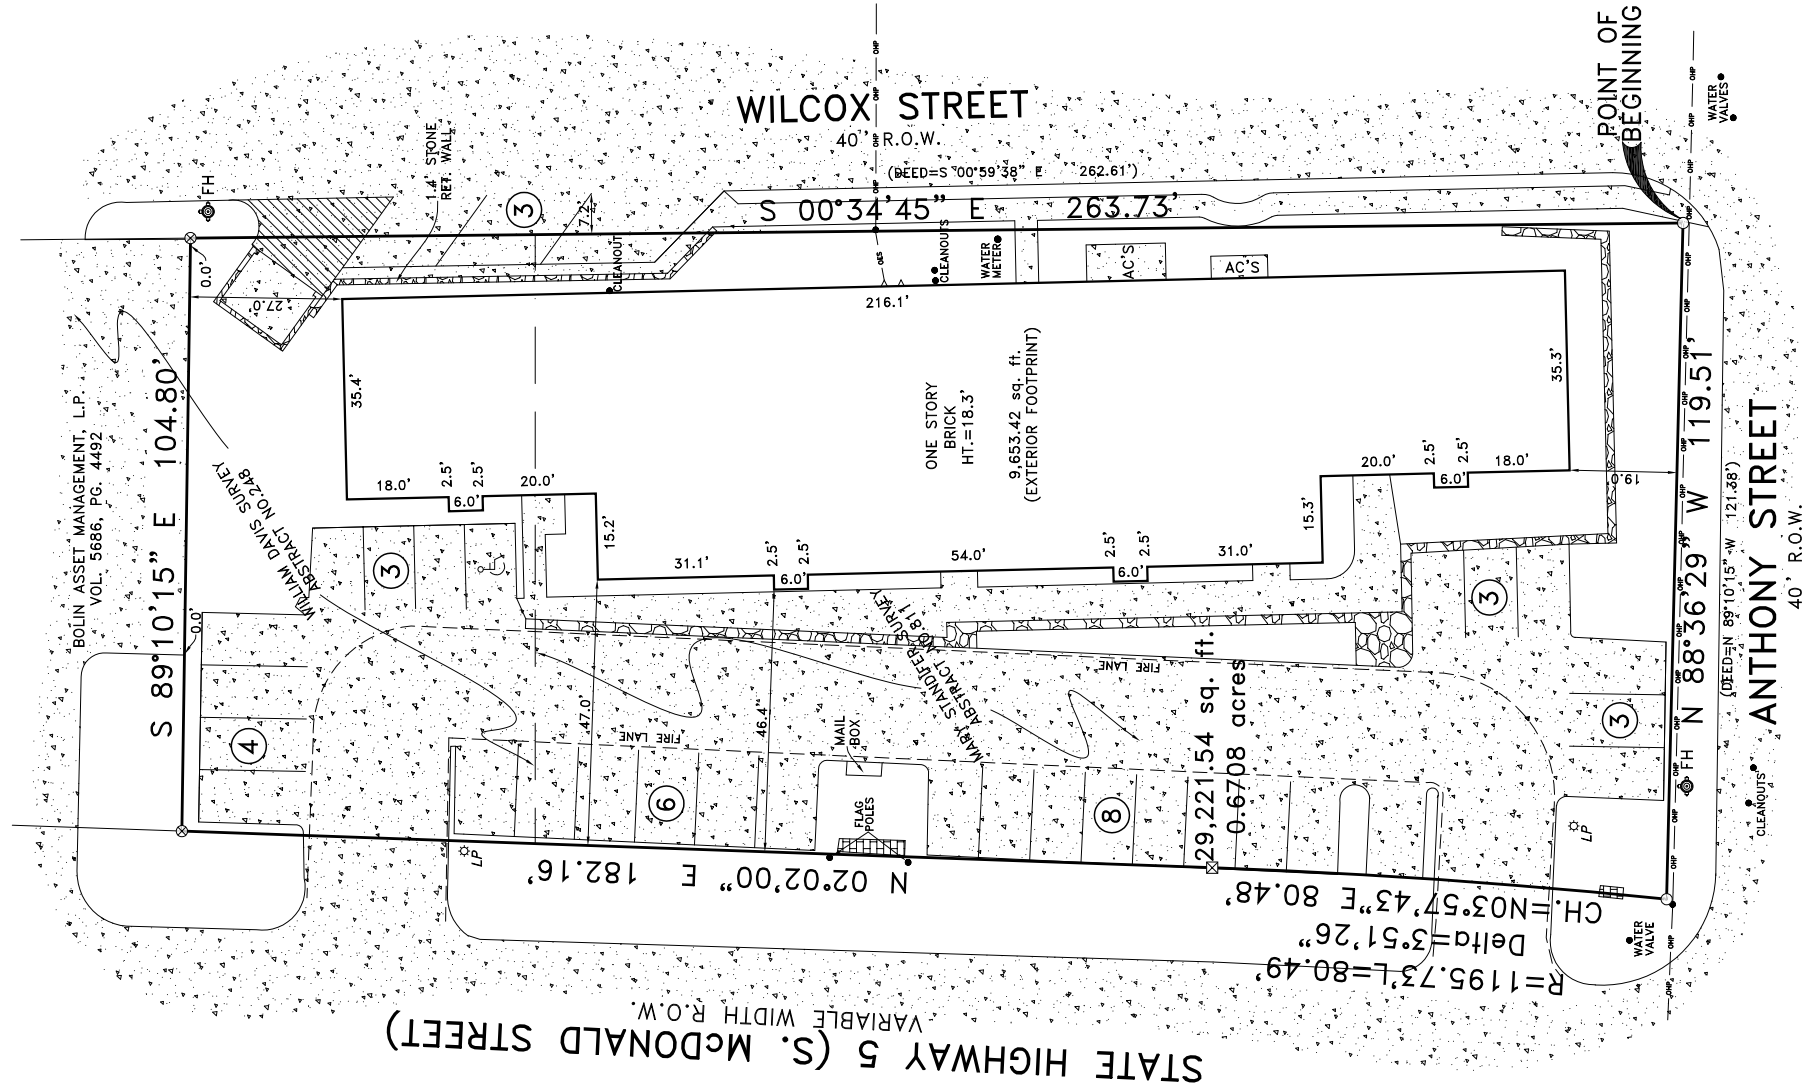 POINT OF
BEGINNING
WILCOX STREET
40' R.O.W.
(DEED=S 00°59'38" E 262.61')
S 00°34'45" E 263.73'
FH
1.4' STONE
RET. WALL
3
7.2'
CLEANOUT
OES
CLEANOUTS
WATER
METER
AC'S
AC'S
OHP
WATER
VALVES
0.0'
27.0'
216.1'
35.4'
35.3'
ONE STORY
BRICK
HT.=18.3'
9,653.42 sq. ft.
(EXTERIOR FOOTPRINT)
18.0'
2.5'
2.5'
6.0'
20.0'
15.2'
31.1'
2.5'
2.5'
6.0'
54.0'
2.5'
2.5'
6.0'
31.0'
15.3'
20.0'
2.5'
2.5'
6.0'
18.0'
19.0'
BOLIN ASSET MANAGEMENT, L.P.
VOL. 5686, PG. 4492
S 89°10'15" E 104.80'
WILLIAM DAVIS SURVEY
ABSTRACT NO.248
0.0'
3
4
47.0'
46.4'
FIRE LANE
FIRE LANE
MARY STANDIFER SURVEY
ABSTRACT NO.811
MAIL
BOX
FLAG
POLES
6
8
29,221.54 sq. ft.
0.6708 acres
3
3
FH
LP
LP
WATER
VALVE
CLEANOUTS
N 88°36'29" W 119.51'
(DEED=N 89°10'15" W 121.38')
ANTHONY STREET
40' R.O.W.
N 02°02'00" E 182.16'
CH.=N03°57'43"E 80.48'
Delta=3°51'26"
R=1195.73' L=80.49'
VARIABLE WIDTH R.O.W.
STATE HIGHWAY 5 (S. McDONALD STREET)